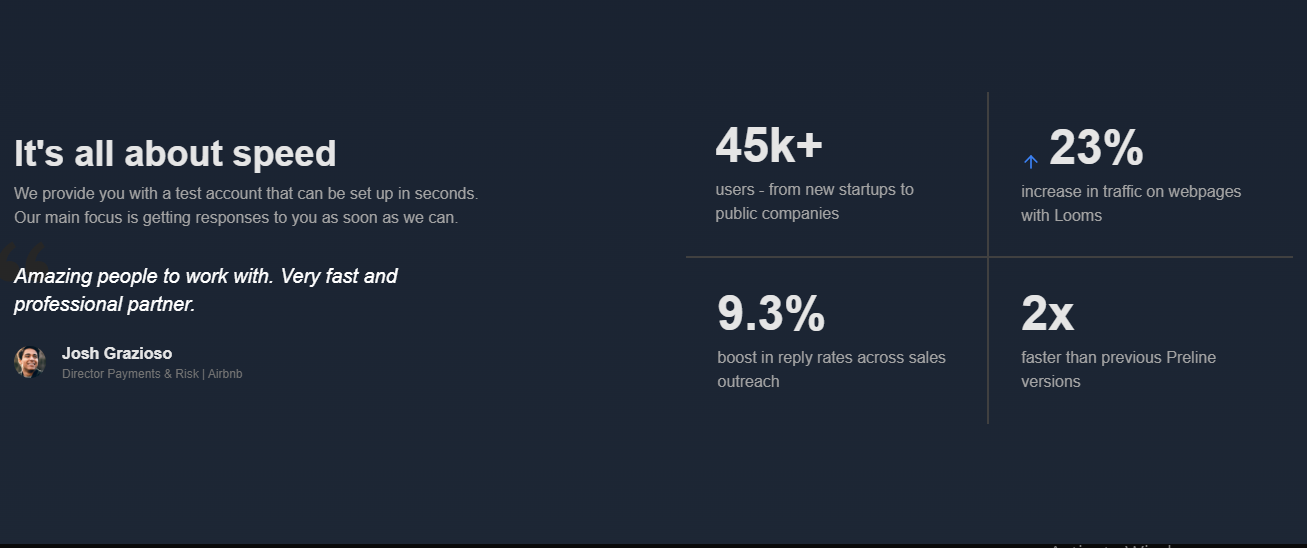 It's all about speed
We provide you with a test account that can be set up in seconds.
Our main focus is getting responses to you as soon as we can.
“
Amazing people to work with. Very fast and
professional partner.
Josh Grazioso
Director Payments & Risk | Airbnb
45k+
users - from new startups to
public companies
↑ 23%
increase in traffic on webpages
with Looms
9.3%
boost in reply rates across sales
outreach
2x
faster than previous Preline
versions